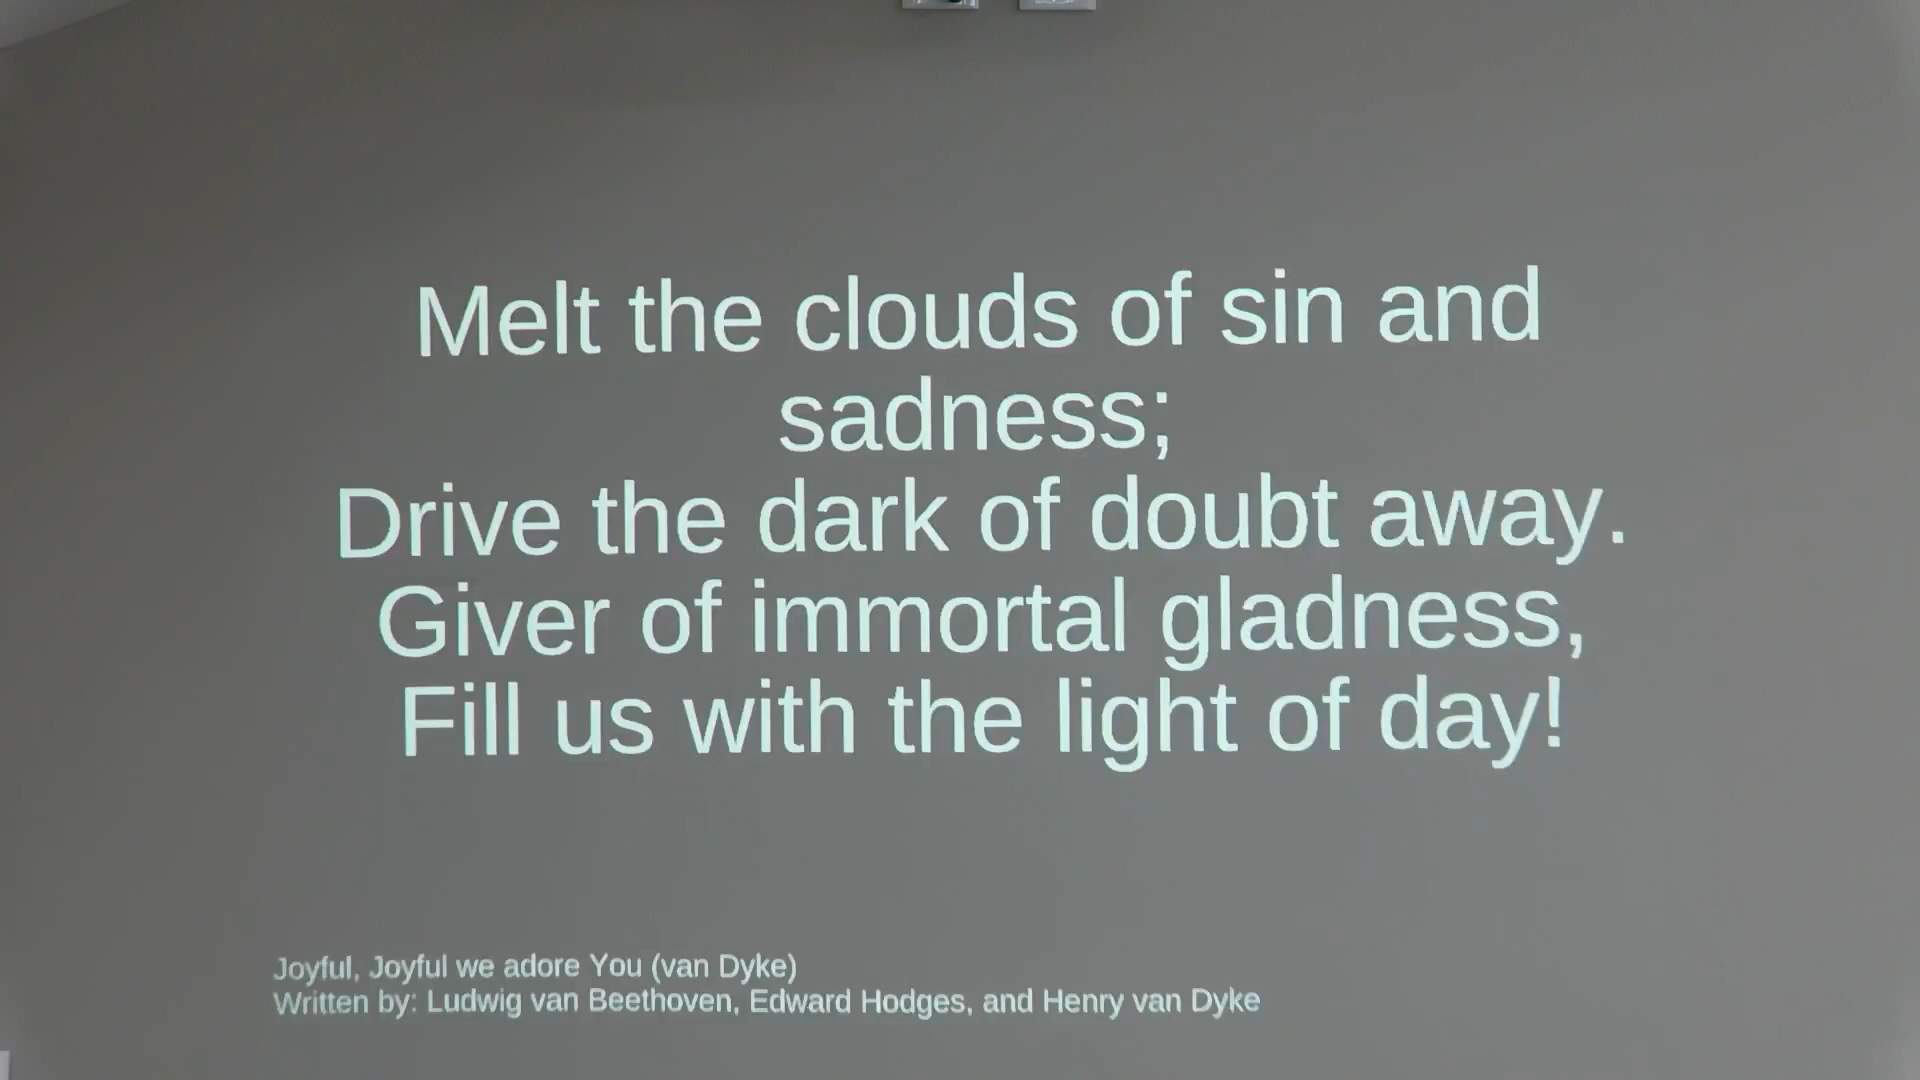 Melt the clouds of sin and
sadness;
Drive the dark of doubt away.
Giver of immortal gladness,
Fill us with the light of day!
Joyful, Joyful we adore You (van Dyke)
Written by: Ludwig van Beethoven, Edward Hodges, and Henry van Dyke